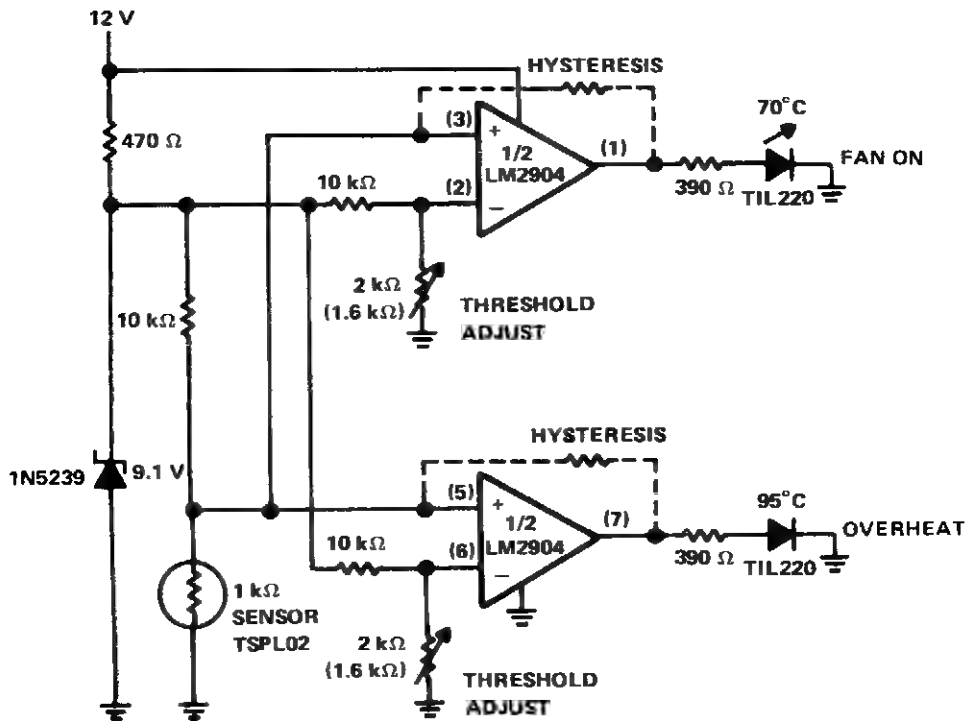 12 V
HYSTERESIS
70°C
(3)
+
470 Ω
1/2
LM2904
(1)
FAN ON
10 kΩ
(2)
−
390 Ω
TIL220
2 kΩ
(1.6 kΩ)
THRESHOLD
ADJUST
10 kΩ
HYSTERESIS
1N5239
9.1 V
95°C
(5)
+
1/2
LM2904
(7)
OVERHEAT
10 kΩ
(6)
−
390 Ω
TIL220
1 kΩ
SENSOR
TSPL02
2 kΩ
(1.6 kΩ)
THRESHOLD
ADJUST